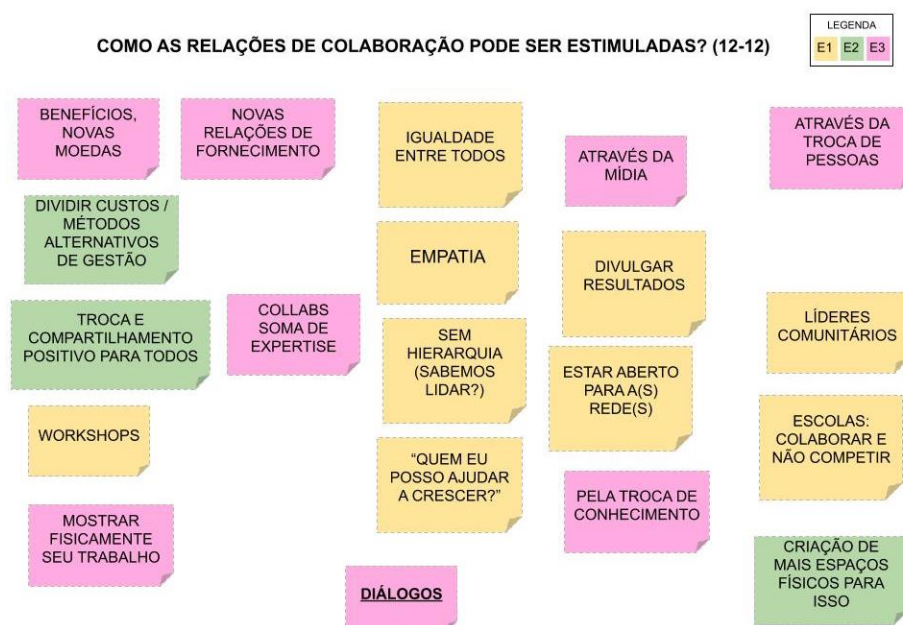 COMO AS RELAÇÕES DE COLABORAÇÃO PODE SER ESTIMULADAS? (12-12)
LEGENDA
E1 E2 E3
BENEFÍCIOS,
NOVAS
MOEDAS
NOVAS
RELAÇÕES DE
FORNECIMENTO
DIVIDIR CUSTOS /
MÉTODOS
ALTERNATIVOS
DE GESTÃO
TROCA E
COMPARTILHAMENTO
POSITIVO PARA TODOS
COLLABS
SOMA DE
EXPERTISE
WORKSHOPS
MOSTRAR
FISICAMENTE
SEU TRABALHO
IGUALDADE
ENTRE TODOS
EMPATIA
SEM
HIERARQUIA
(SABEMOS
LIDAR?)
“QUEM EU
POSSO AJUDAR
A CRESCER?”
DIÁLOGOS
ATRAVÉS DA
MÍDIA
DIVULGAR
RESULTADOS
ESTAR ABERTO
PARA A(S)
REDE(S)
PELA TROCA DE
CONHECIMENTO
ATRAVÉS DA
TROCA DE
PESSOAS
LÍDERES
COMUNITÁRIOS
ESCOLAS:
COLABORAR E
NÃO COMPETIR
CRIAÇÃO DE
MAIS ESPAÇOS
FÍSICOS PARA
ISSO